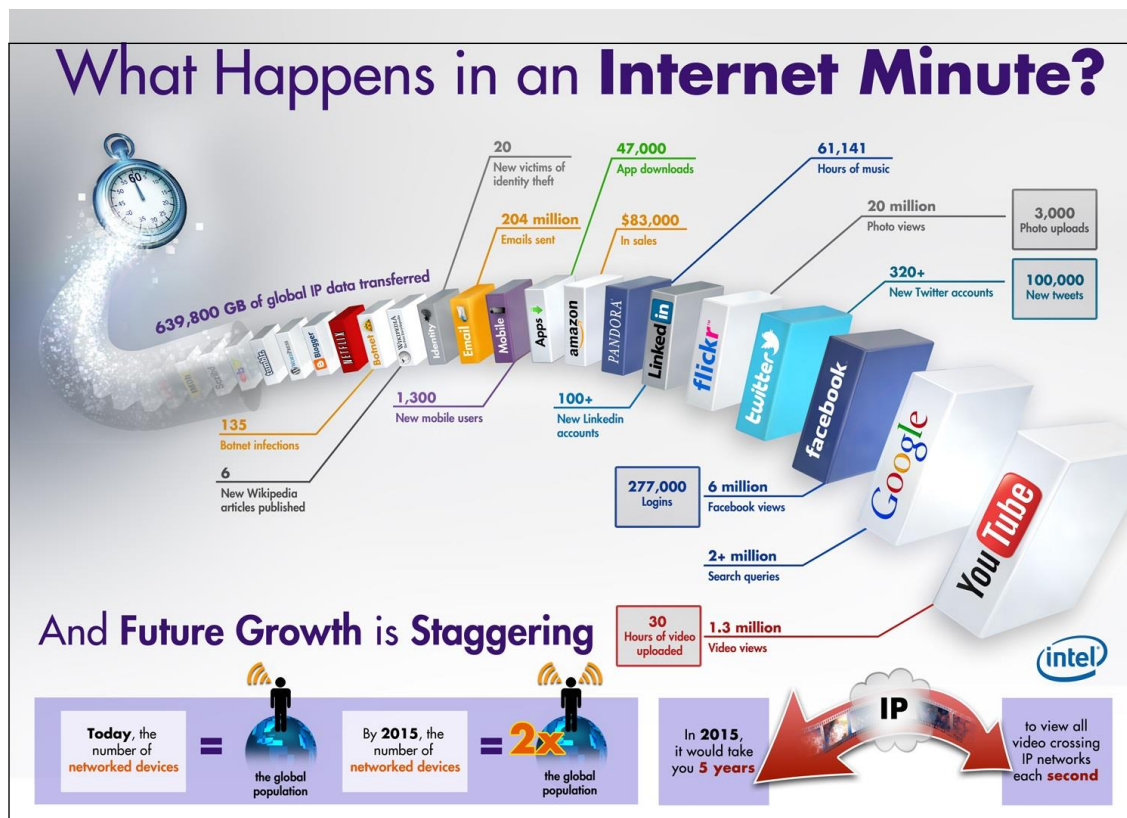 What Happens in an Internet Minute?
60
20
New victims of
identity theft
47,000
App downloads
61,141
Hours of music
204 million
Emails sent
$83,000
In sales
20 million
Photo views
3,000
Photo uploads
320+
New Twitter accounts
100,000
New tweets
639,800 GB of global IP data transferred
tumblr
WordPress
Blogger
NETFLIX
Botnet
WIKIPEDIA
Identity
Email
Mobile
Apps
amazon
PANDORA
Linked in
flickr
twitter
facebook
Google
YouTube
135
Botnet infections
6
New Wikipedia
articles published
1,300
New mobile users
100+
New Linkedin
accounts
277,000
Logins
6 million
Facebook views
2+ million
Search queries
30
Hours of video
uploaded
1.3 million
Video views
And Future Growth is Staggering
intel
Today, the
number of
networked devices
=
the global
population
By 2015, the
number of
networked devices
=
2x
the global
population
In 2015,
it would take
you 5 years
IP
to view all
video crossing
IP networks
each second